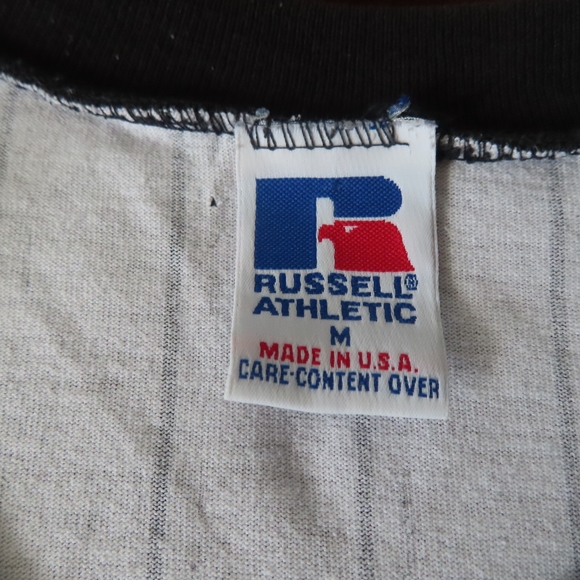 RUSSELL®
ATHLETIC
M
MADE IN U.S.A.
CARE-CONTENT OVER